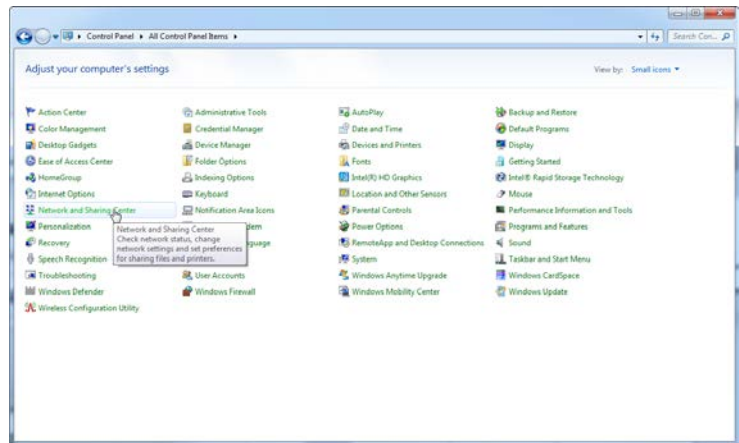 Control Panel ▸ All Control Panel Items ▸
Search Con...
Adjust your computer's settings
View by: Small icons
Action Center
Administrative Tools
AutoPlay
Backup and Restore
Color Management
Credential Manager
Date and Time
Default Programs
Desktop Gadgets
Device Manager
Devices and Printers
Display
Ease of Access Center
Folder Options
Fonts
Getting Started
HomeGroup
Indexing Options
Intel(R) HD Graphics
Intel® Rapid Storage Technology
Internet Options
Keyboard
Location and Other Sensors
Mouse
Network and Sharing Center
Notification Area Icons
Parental Controls
Performance Information and Tools
Personalization
Power Options
Programs and Features
Recovery
RemoteApp and Desktop Connections
Sound
Network and Sharing Center
Check network status, change
network settings and set preferences
for sharing files and printers.
Speech Recognition
System
Taskbar and Start Menu
Troubleshooting
User Accounts
Windows Anytime Upgrade
Windows CardSpace
Windows Defender
Windows Firewall
Windows Mobility Center
Windows Update
Wireless Configuration Utility